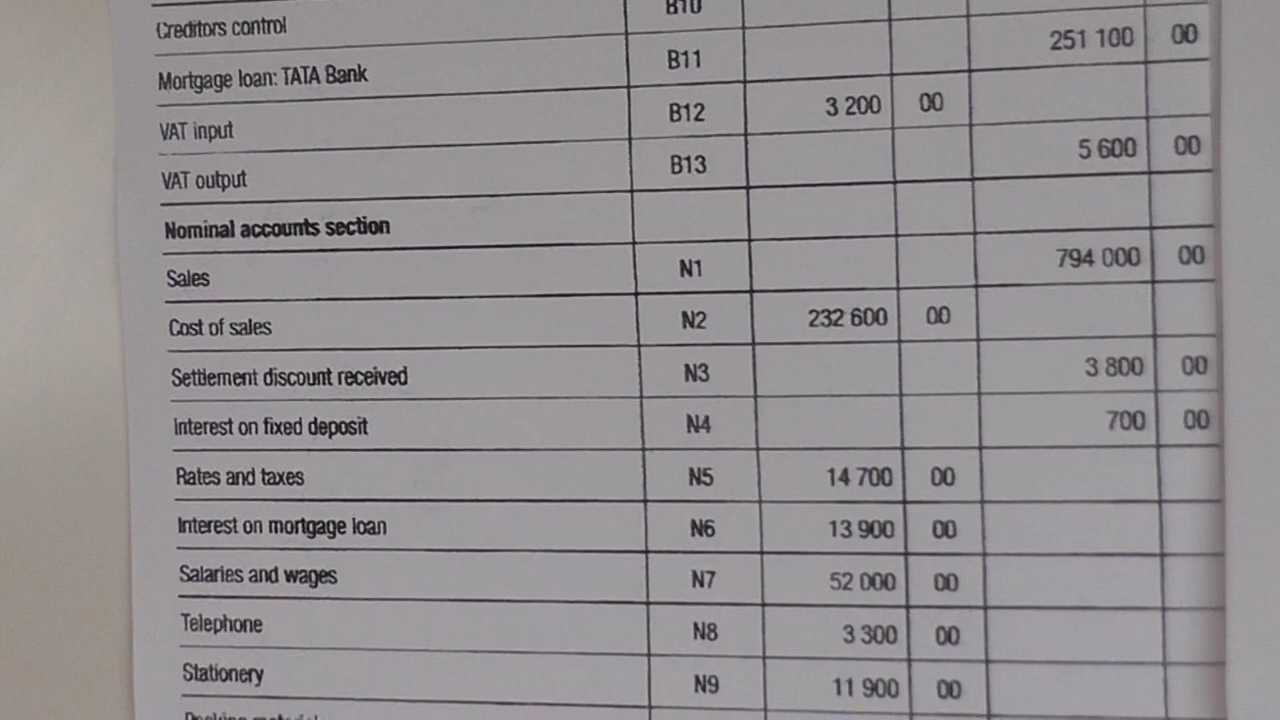 Creditors control B10
Mortgage loan: TATA Bank B11 251 100 00
VAT input B12 3 200 00
VAT output B13 5 600 00
Nominal accounts section
Sales N1 794 000 00
Cost of sales N2 232 600 00
Settlement discount received N3 3 800 00
Interest on fixed deposit N4 700 00
Rates and taxes N5 14 700 00
Interest on mortgage loan N6 13 900 00
Salaries and wages N7 52 000 00
Telephone N8 3 300 00
Stationery N9 11 900 00